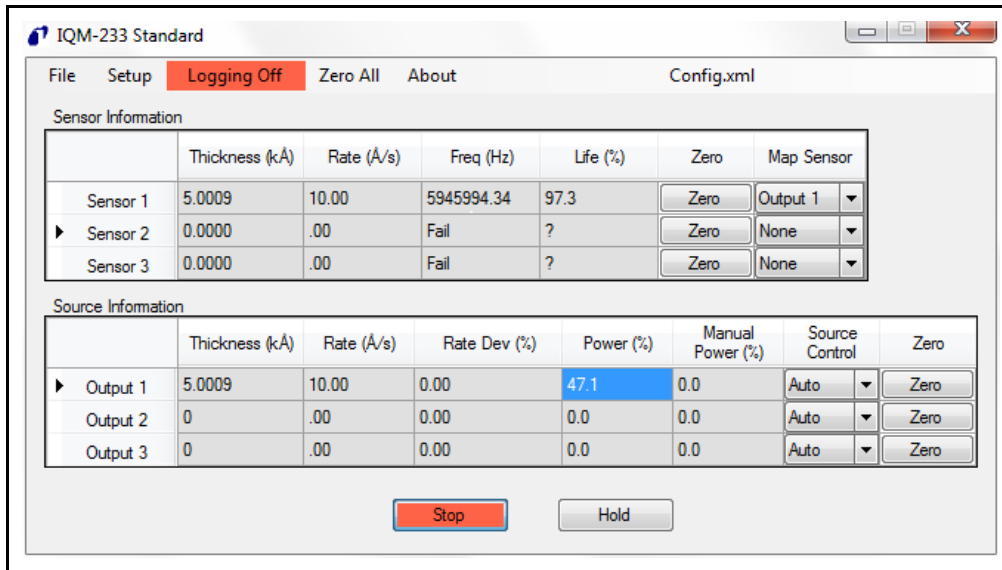 IQM-233 Standard
File Setup Logging Off Zero All About Config.xml
Sensor Information
Thickness (kÅ) Rate (Å/s) Freq (Hz) Life (%) Zero Map Sensor
Sensor 1 5.0009 10.00 5945994.34 97.3 Zero Output 1
Sensor 2 0.0000 .00 Fail ? Zero None
Sensor 3 0.0000 .00 Fail ? Zero None
Source Information
Thickness (kÅ) Rate (Å/s) Rate Dev (%) Power (%) Manual Power (%) Source Control Zero
Output 1 5.0009 10.00 0.00 47.1 0.0 Auto Zero
Output 2 0 .00 0.00 0.0 0.0 Auto Zero
Output 3 0 .00 0.00 0.0 0.0 Auto Zero
Stop Hold